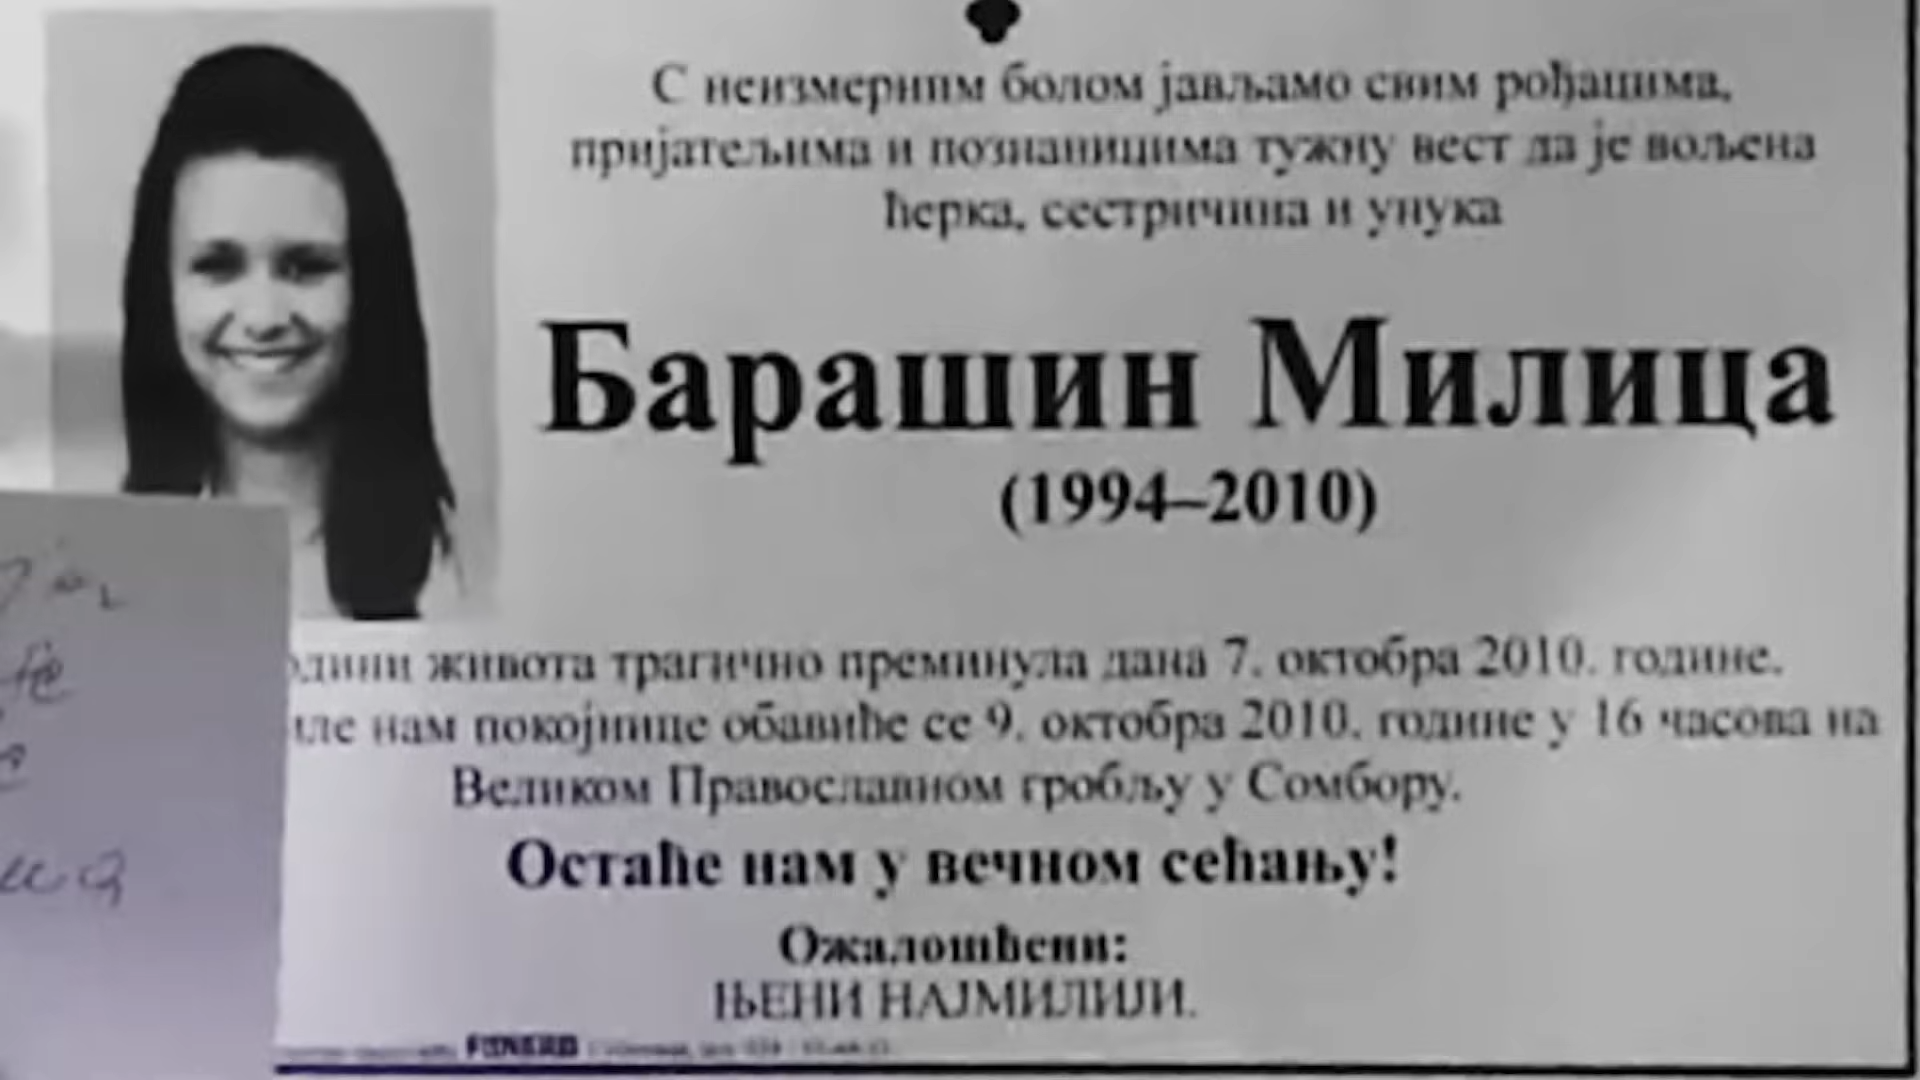 С неизмерним болом јављамо свим рођацима,
пријатељима и познаницима тужну вест да је вољена
ћерка, сестричина и унука
Барашин Милица
(1994–2010)
живота трагично преминула дана 7. октобра 2010. године.
нам покојнице обавиће се 9. октобра 2010. године у 16 часова на
Великом Православном гробљу у Сомбору.
Остаће нам у вечном сећању!
Ожалошћени:
ЊЕНИ НАЈМИЛИЈИ.